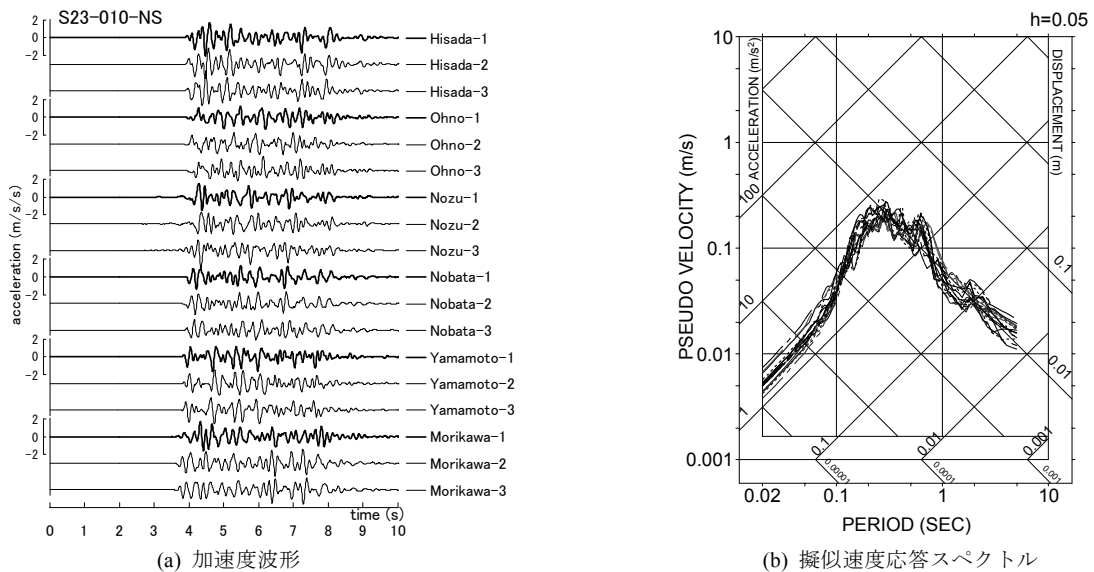 S23-010-NS
2
0
-2
Hisada-1
Hisada-2
Hisada-3
2
0
-2
Ohno-1
Ohno-2
Ohno-3
2
0
-2
Nozu-1
Nozu-2
Nozu-3
2
0
-2
Nobata-1
Nobata-2
Nobata-3
2
0
-2
Yamamoto-1
Yamamoto-2
Yamamoto-3
2
0
-2
Morikawa-1
Morikawa-2
Morikawa-3
acceleration (m/s/s)
time (s)
0 1 2 3 4 5 6 7 8 9 10
(a) 加速度波形
h=0.05
10
1
0.1
0.01
0.001
PSEUDO VELOCITY (m/s)
ACCELERATION (m/s²)
DISPLACEMENT (m)
100
10
1
0.1
0.01
0.001
0.1
0.01
0.00001
0.0001
0.001
0.02 0.1 1 10
PERIOD (SEC)
(b) 擬似速度応答スペクトル